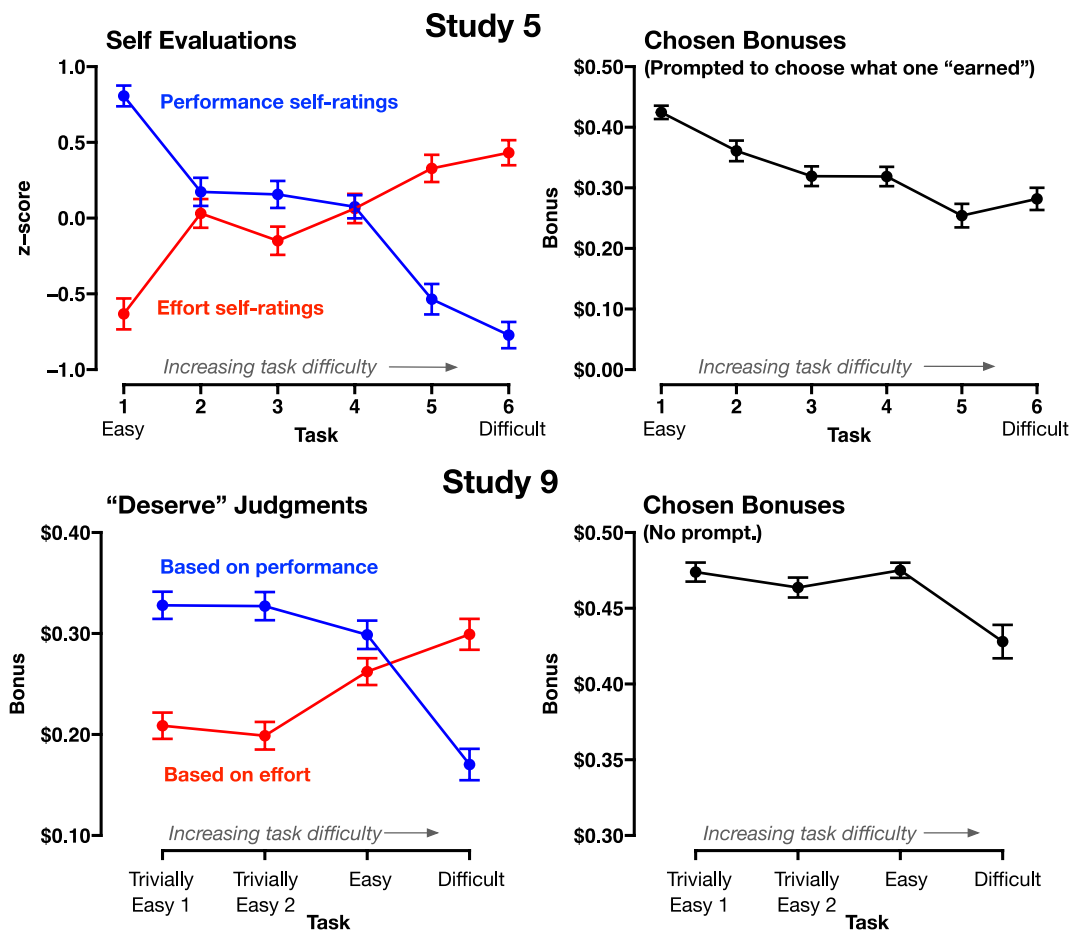 Study 5
Self Evaluations
1.0
0.5
0.0
−0.5
−1.0
z−score
Performance self-ratings
Effort self-ratings
Increasing task difficulty
1 2 3 4 5 6
Easy Task Difficult
Chosen Bonuses
(Prompted to choose what one “earned”)
$0.50
$0.40
$0.30
$0.20
$0.10
$0.00
Bonus
Increasing task difficulty
1 2 3 4 5 6
Easy Task Difficult
Study 9
“Deserve” Judgments
$0.40
$0.30
$0.20
$0.10
Bonus
Based on performance
Based on effort
Increasing task difficulty
Trivially Trivially Easy Difficult
Easy 1 Easy 2
Task
Chosen Bonuses
(No prompt.)
$0.50
$0.45
$0.40
$0.35
$0.30
Bonus
Increasing task difficulty
Trivially Trivially Easy Difficult
Easy 1 Easy 2
Task